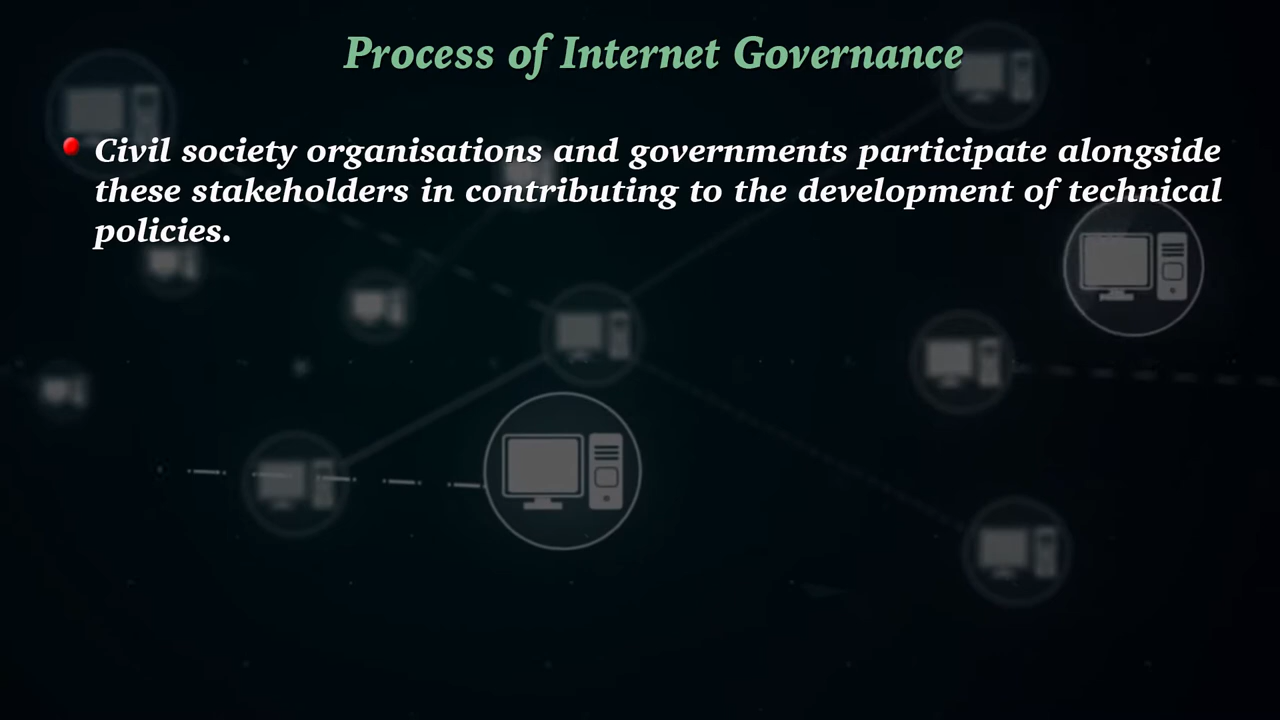 Process of Internet Governance
Civil society organisations and governments participate alongside
these stakeholders in contributing to the development of technical
policies.